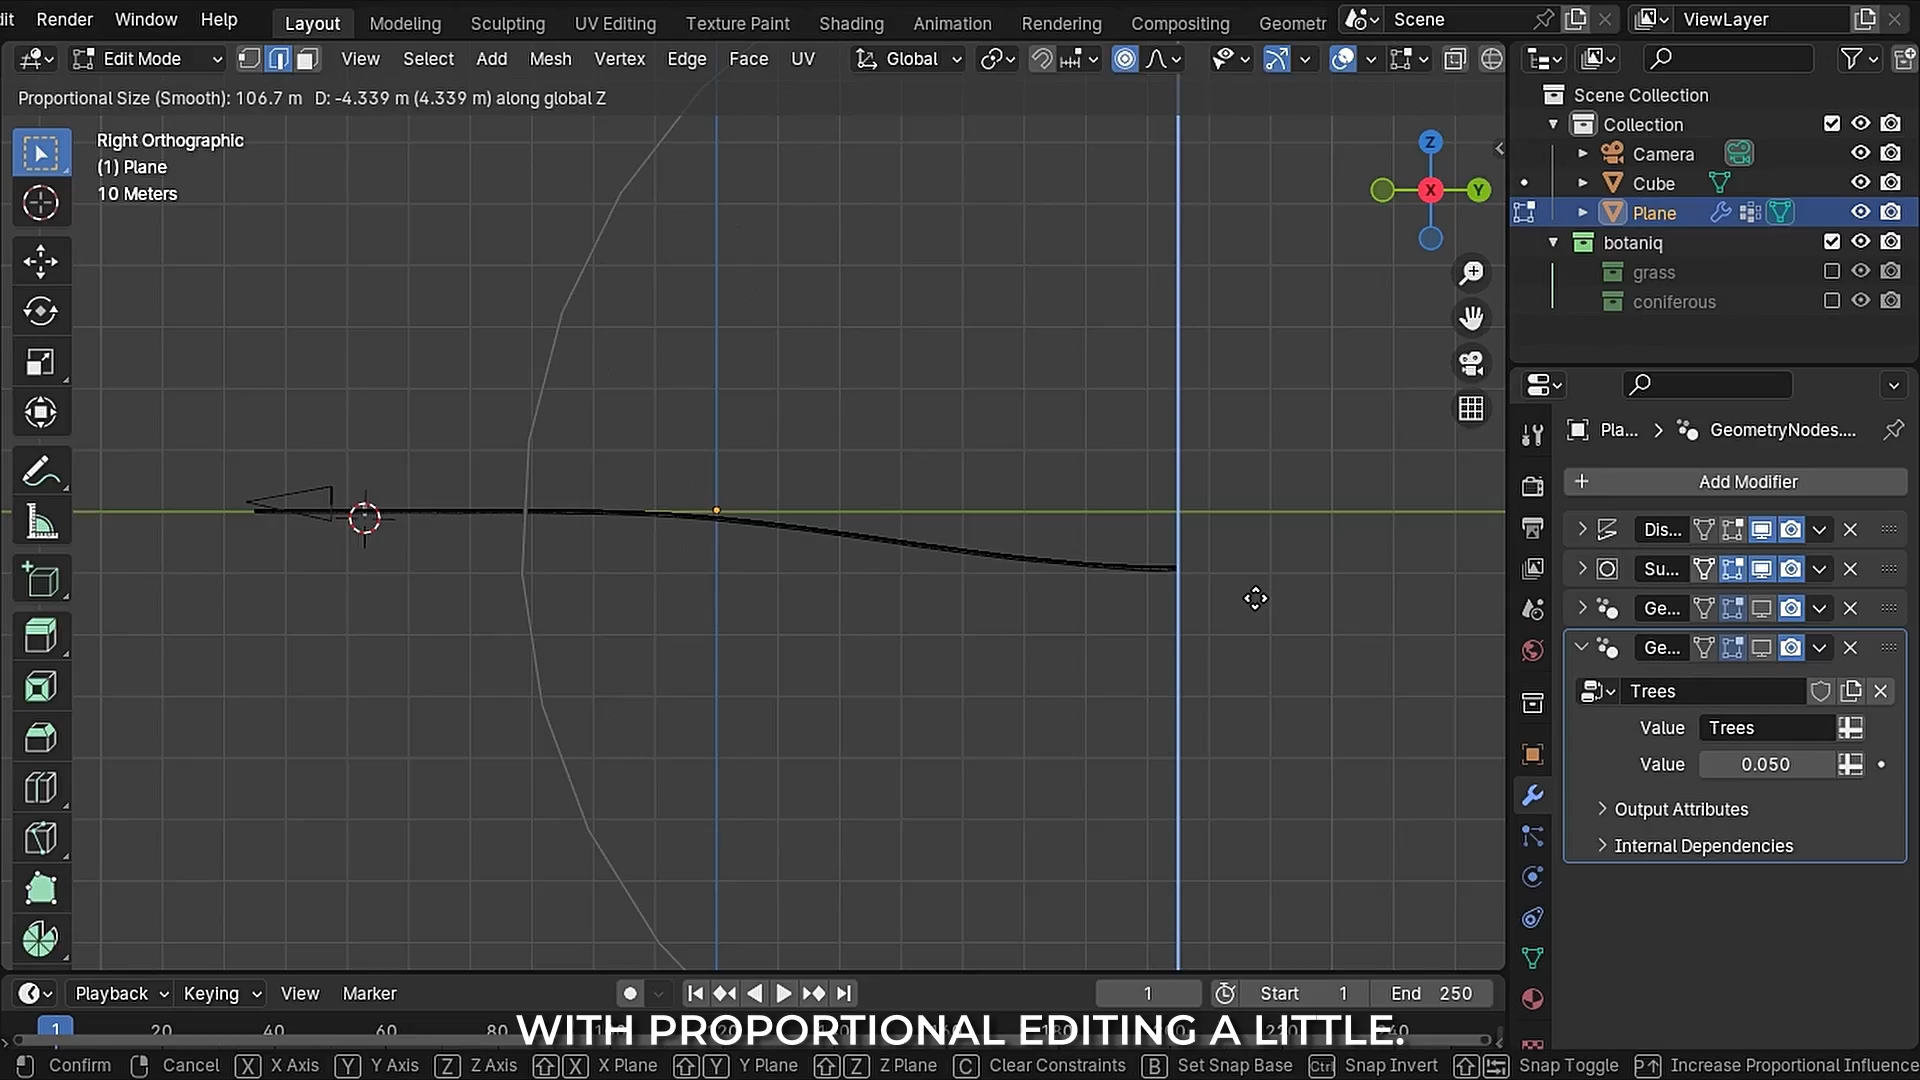 dit Render Window Help
Layout Modeling Sculpting UV Editing Texture Paint Shading Animation Rendering Compositing Geometr
Scene
ViewLayer
Edit Mode
View Select Add Mesh Vertex Edge Face UV
Global
Proportional Size (Smooth): 106.7 m D: -4.339 m (4.339 m) along global Z
Right Orthographic
(1) Plane
10 Meters
Z
X
Y
Scene Collection
Collection
Camera
Cube
Plane
botaniq
grass
coniferous
Pla... > GeometryNodes....
+ Add Modifier
Dis...
Su...
Ge...
Ge...
Trees
Value Trees
Value 0.050
Output Attributes
Internal Dependencies
Playback Keying View Marker
1
Start 1 End 250
1 20 40 60 80
WITH PROPORTIONAL EDITING A LITTLE.
Confirm Cancel X X Axis Y Y Axis Z Z Axis X X Plane Y Y Plane Z Z Plane C Clear Constraints B Set Snap Base Ctrl Snap Invert Snap Toggle Increase Proportional Influence